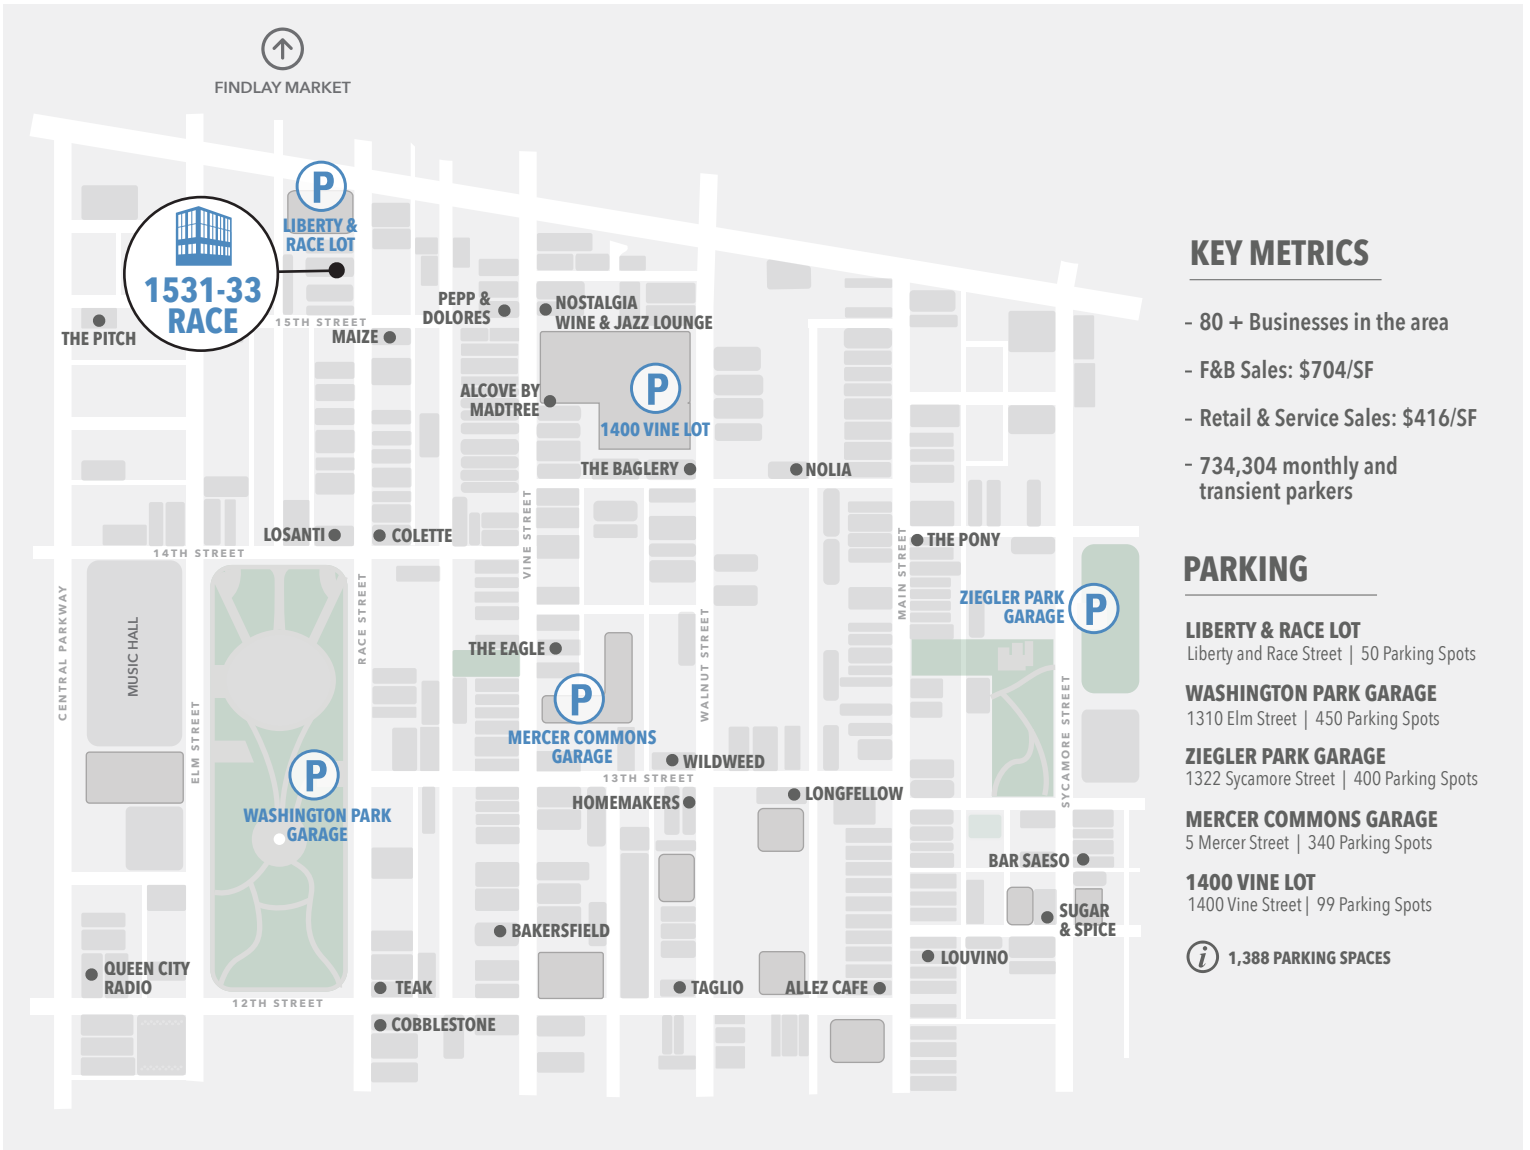 FINDLAY MARKET
P
LIBERTY &
RACE LOT
1531-33
RACE
THE PITCH
15TH STREET
MAIZE
PEPP &
DOLORES
NOSTALGIA
WINE & JAZZ LOUNGE
ALCOVE BY
MADTREE
P
1400 VINE LOT
THE BAGLERY
NOLIA
LOSANTI
COLETTE
VINE STREET
14TH STREET
THE PONY
MAIN STREET
ZIEGLER PARK
GARAGE
P
CENTRAL PARKWAY
MUSIC HALL
RACE STREET
THE EAGLE
WALNUT STREET
P
MERCER COMMONS
GARAGE
ELM STREET
SYCAMORE STREET
WILDWEED
13TH STREET
P
WASHINGTON PARK
GARAGE
HOMEMAKERS
LONGFELLOW
BAR SAESO
SUGAR
& SPICE
BAKERSFIELD
LOUVINO
QUEEN CITY
RADIO
TEAK
TAGLIO
ALLEZ CAFE
12TH STREET
COBBLESTONE
KEY METRICS
- 80 + Businesses in the area
- F&B Sales: $704/SF
- Retail & Service Sales: $416/SF
- 734,304 monthly and
transient parkers
PARKING
LIBERTY & RACE LOT
Liberty and Race Street | 50 Parking Spots
WASHINGTON PARK GARAGE
1310 Elm Street | 450 Parking Spots
ZIEGLER PARK GARAGE
1322 Sycamore Street | 400 Parking Spots
MERCER COMMONS GARAGE
5 Mercer Street | 340 Parking Spots
1400 VINE LOT
1400 Vine Street | 99 Parking Spots
i 1,388 PARKING SPACES